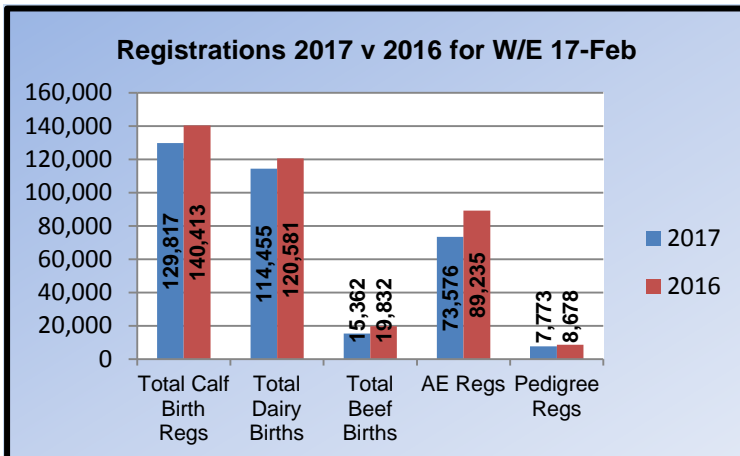 Registrations 2017 v 2016 for W/E 17-Feb
160,000
140,000
120,000
100,000
80,000
60,000
40,000
20,000
0
129,817
140,413
114,455
120,581
15,362
19,832
73,576
89,235
7,773
8,678
Total Calf
Birth
Regs
Total
Dairy
Births
Total
Beef
Births
AE Regs
Pedigree
Regs
2017
2016